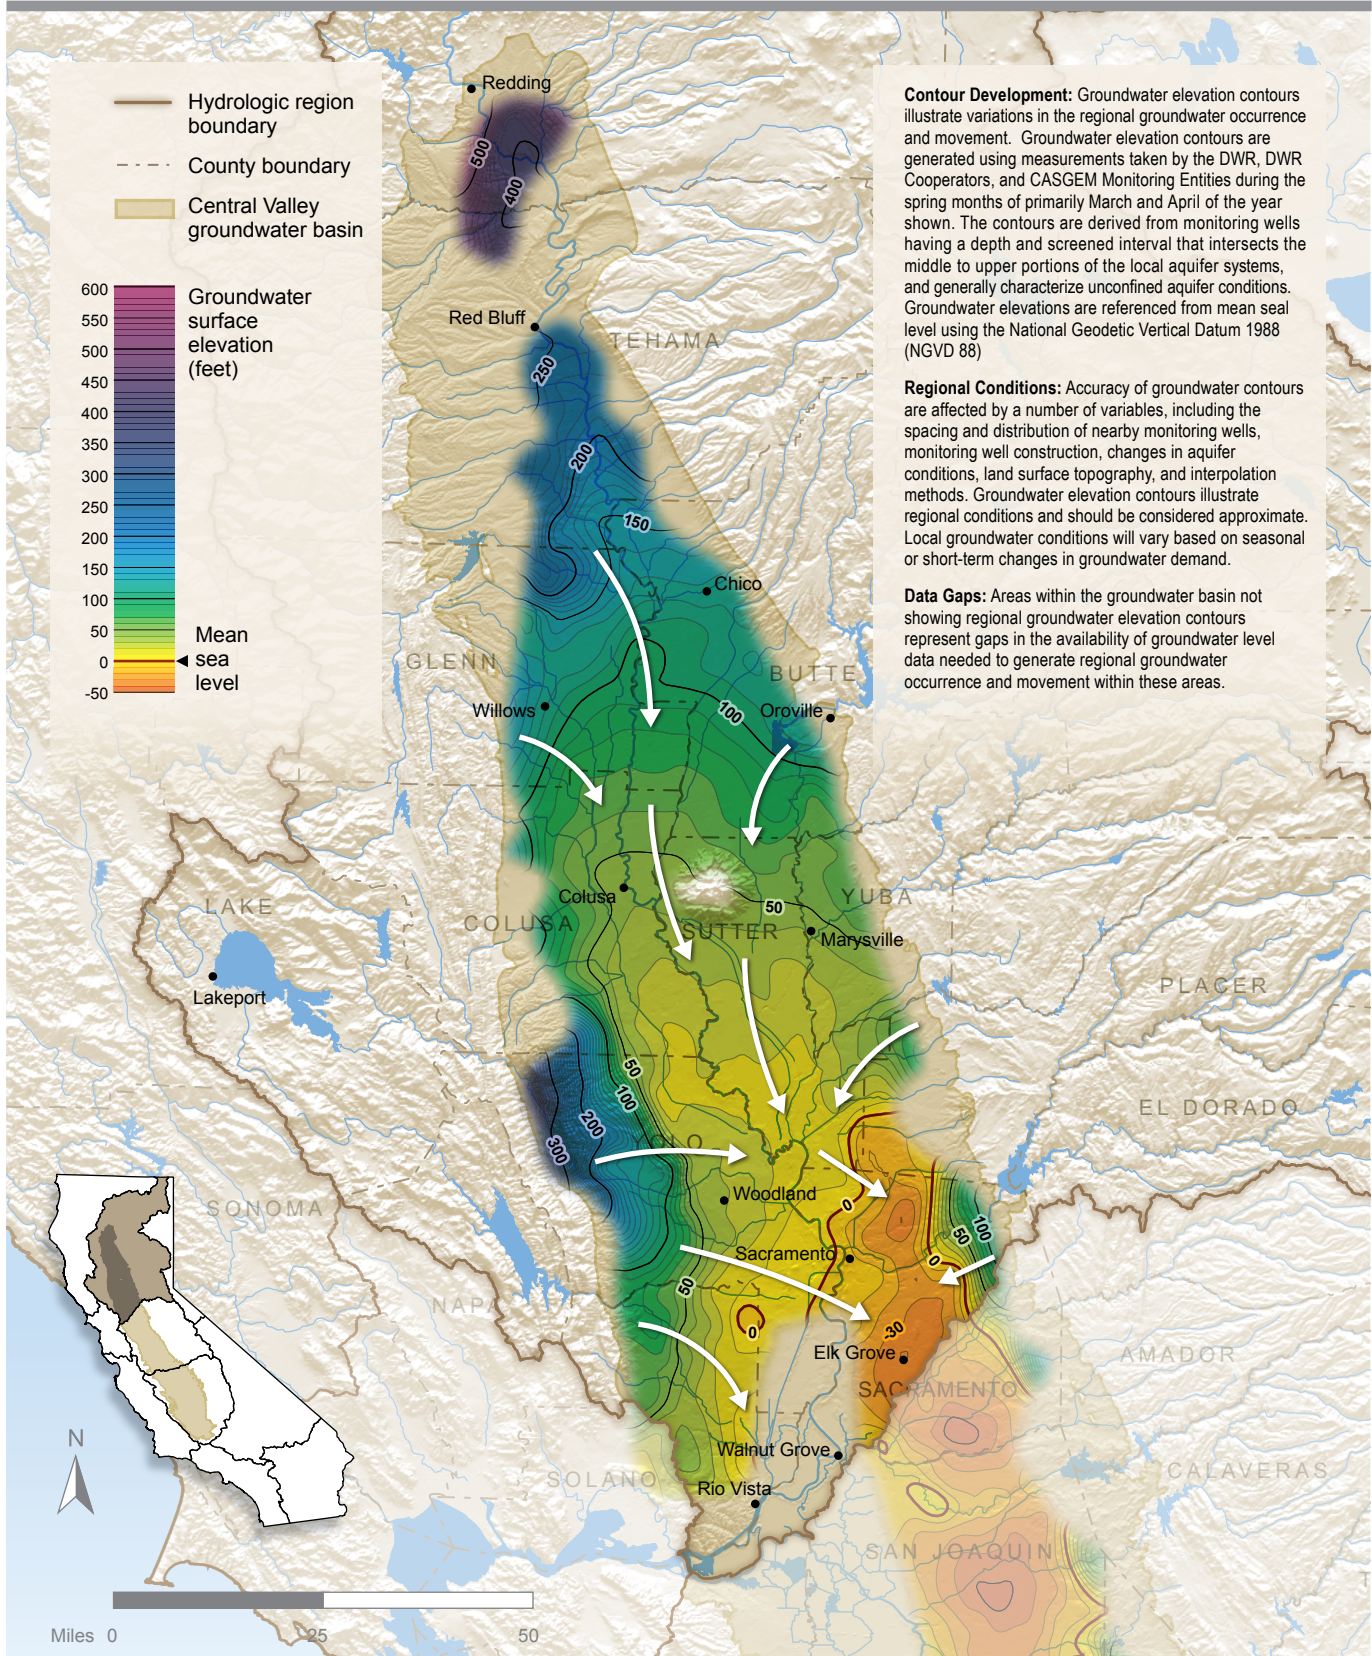 Hydrologic region
boundary
County boundary
Central Valley
groundwater basin
600
550
500
450
400
350
300
250
200
150
100
50
0
-50
Groundwater
surface
elevation
(feet)
Mean
sea
level
Contour Development: Groundwater elevation contours
illustrate variations in the regional groundwater occurrence
and movement. Groundwater elevation contours are
generated using measurements taken by the DWR, DWR
Cooperators, and CASGEM Monitoring Entities during the
spring months of primarily March and April of the year
shown. The contours are derived from monitoring wells
having a depth and screened interval that intersects the
middle to upper portions of the local aquifer systems,
and generally characterize unconfined aquifer conditions.
Groundwater elevations are referenced from mean seal
level using the National Geodetic Vertical Datum 1988
(NGVD 88)
Regional Conditions: Accuracy of groundwater contours
are affected by a number of variables, including the
spacing and distribution of nearby monitoring wells,
monitoring well construction, changes in aquifer
conditions, land surface topography, and interpolation
methods. Groundwater elevation contours illustrate
regional conditions and should be considered approximate.
Local groundwater conditions will vary based on seasonal
or short-term changes in groundwater demand.
Data Gaps: Areas within the groundwater basin not
showing regional groundwater elevation contours
represent gaps in the availability of groundwater level
data needed to generate regional groundwater
occurrence and movement within these areas.
Redding
500
400
Red Bluff
TEHAMA
250
200
150
Chico
GLENN
BUTTE
Willows
100
Oroville
Colusa
LAKE
COLUSA
50
YUBA
SUTTER
Marysville
Lakeport
PLACER
50
100
200
300
YOLO
EL DORADO
SONOMA
Woodland
0
Sacramento
50
100
0
50
NAPA
0
-30
Elk Grove
AMADOR
SACRAMENTO
N
Walnut Grove
SOLANO
CALAVERAS
Rio Vista
SAN JOAQUIN
Miles 0
25
50